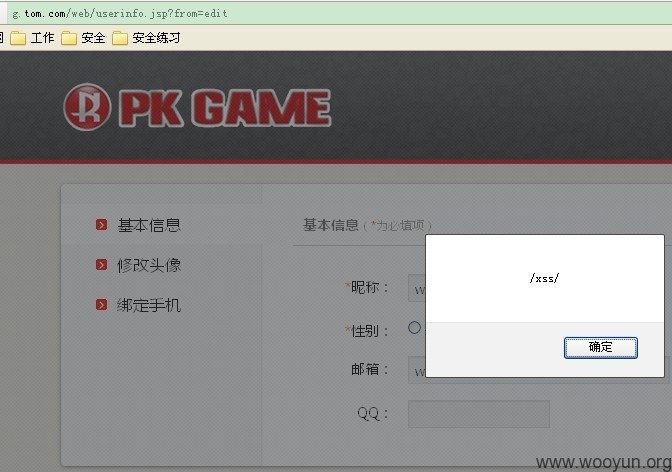 g.tom.com/web/userinfo.jsp?from=edit
工作 安全 安全练习
PK GAME
基本信息
修改头像
绑定手机
基本信息（*为必填项）
*昵称： w
*性别：
邮箱： w
QQ：
/xss/
确定
www.wooyun.org